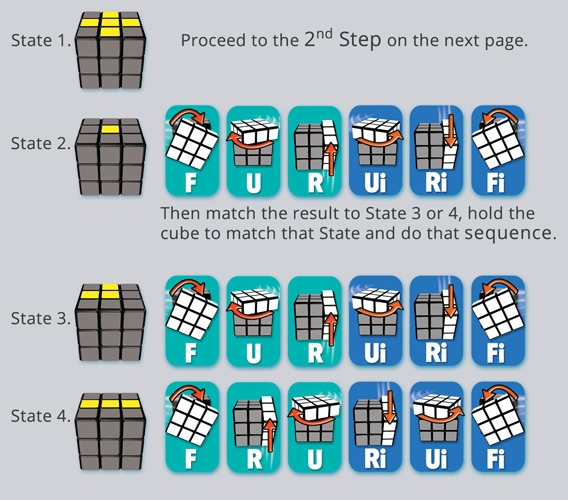 State 1.
Proceed to the 2nd Step on the next page.
State 2.
F U R Ui Ri Fi
Then match the result to State 3 or 4, hold the
cube to match that State and do that sequence.
State 3.
F U R Ui Ri Fi
State 4.
F R U Ri Ui Fi